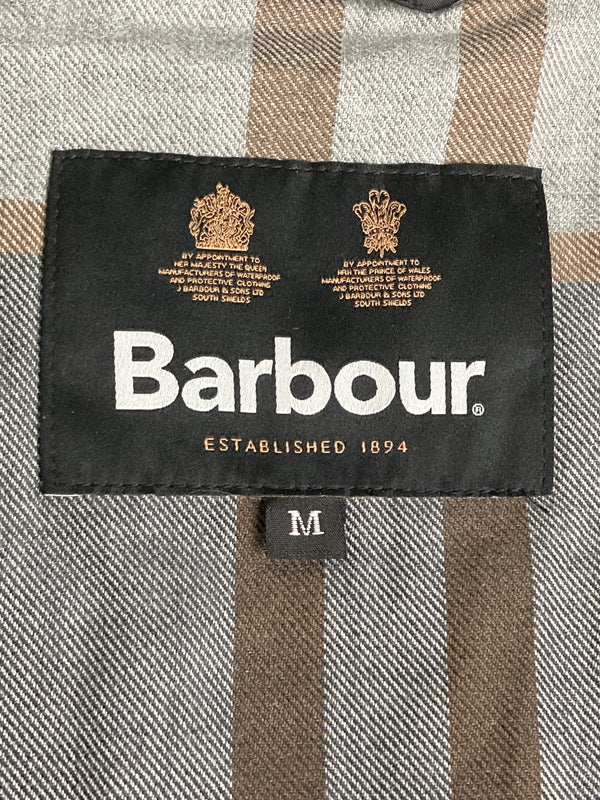 BY APPOINTMENT TO
HER MAJESTY THE QUEEN
MANUFACTURERS OF WATERPROOF
AND PROTECTIVE CLOTHING
J BARBOUR & SONS LTD
SOUTH SHIELDS
BY APPOINTMENT TO
HRH THE PRINCE OF WALES
MANUFACTURERS OF WATERPROOF
AND PROTECTIVE CLOTHING
J BARBOUR & SONS LTD
SOUTH SHIELDS
Barbour®
ESTABLISHED 1894
M